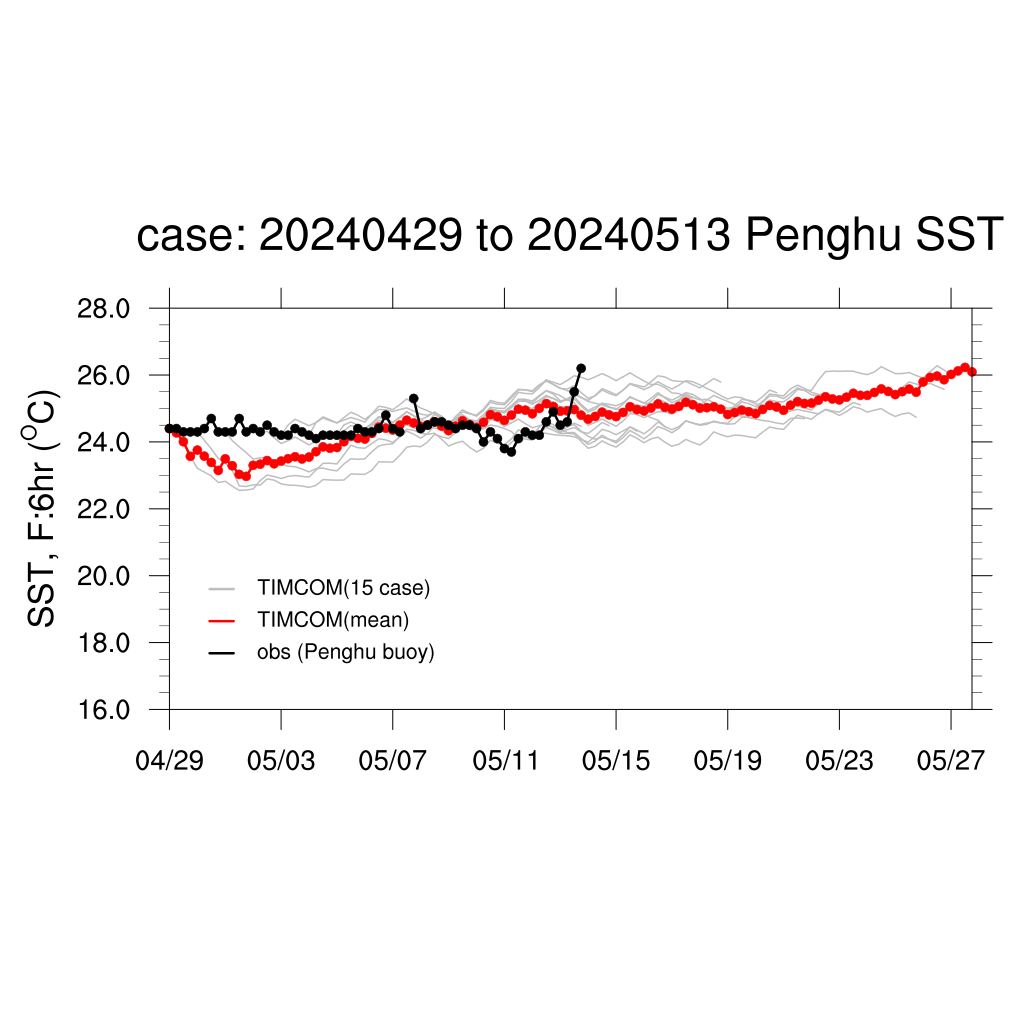 case: 20240429 to 20240513 Penghu SST
SST, F:6hr (°C)
28.0
26.0
24.0
22.0
20.0
18.0
16.0
TIMCOM(15 case)
TIMCOM(mean)
obs (Penghu buoy)
04/29 05/03 05/07 05/11 05/15 05/19 05/23 05/27